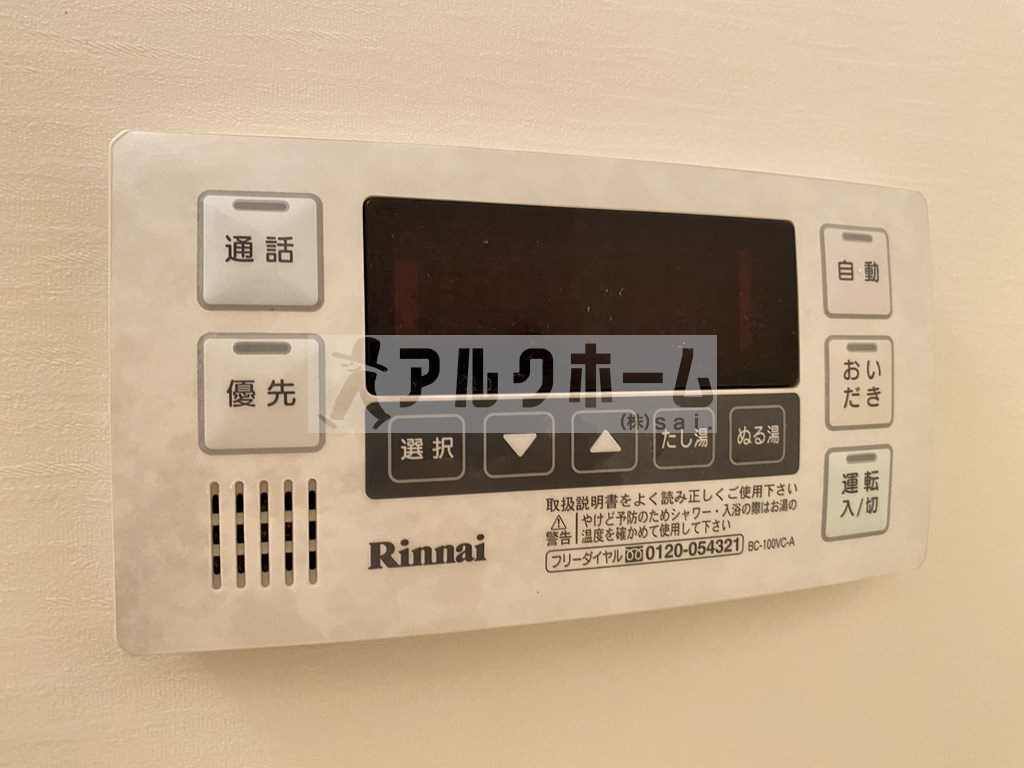 通話
優先
アルクホーム
(株)sai
選択
たし湯
ぬる湯
自動
おい
だき
運転
入/切
Rinnai
取扱説明書をよく読み正しくご使用下さい
警告
やけど予防のためシャワー・入浴の際はお湯の
温度を確かめて使用して下さい
フリーダイヤル 0120-054321 BC-100VC-A